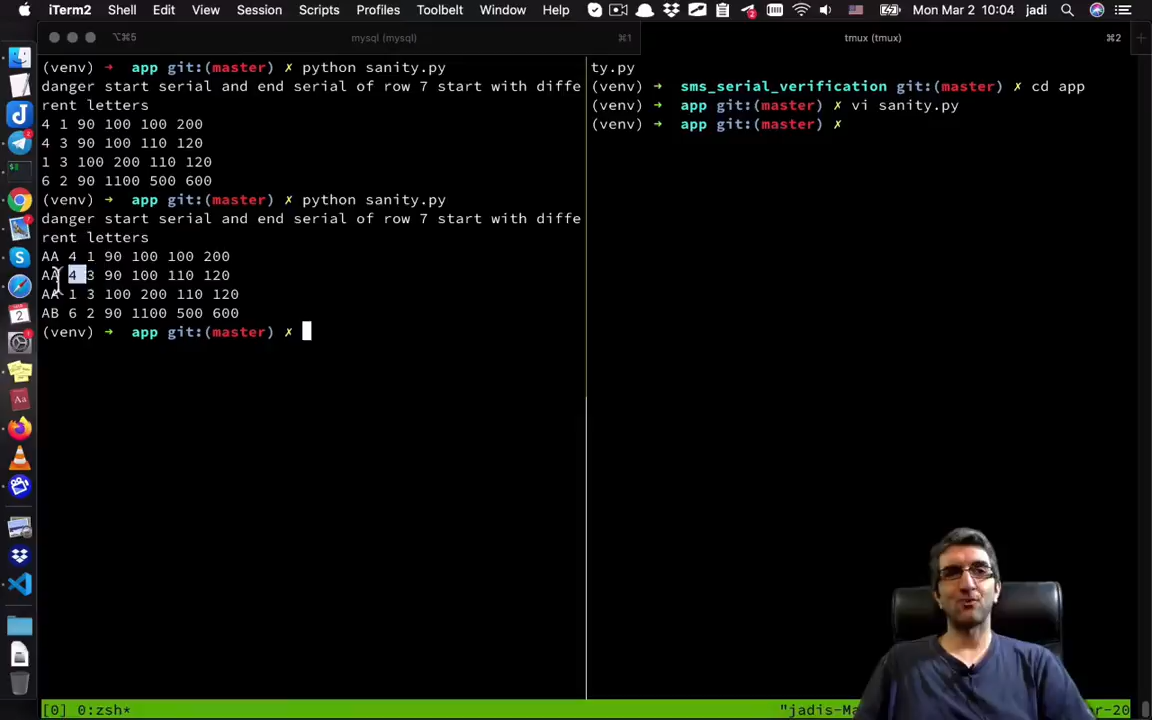 iTerm2 Shell Edit View Session Scripts Profiles Toolbelt Window Help Mon Mar 2 10:04 jadi
⌥⌘5 mysql (mysql) ⌘1 tmux (tmux) ⌘2
(venv) → app git:(master) ✗ python sanity.py
danger start serial and end serial of row 7 start with diffe
rent letters
4 1 90 100 100 200
4 3 90 100 110 120
1 3 100 200 110 120
6 2 90 1100 500 600
(venv) → app git:(master) ✗ python sanity.py
danger start serial and end serial of row 7 start with diffe
rent letters
AA 4 1 90 100 100 200
AA 4 3 90 100 110 120
AA 1 3 100 200 110 120
AB 6 2 90 1100 500 600
(venv) → app git:(master) ✗
ty.py
(venv) → sms_serial_verification git:(master) ✗ cd app
(venv) → app git:(master) ✗ vi sanity.py
(venv) → app git:(master) ✗
[0] 0:zsh* "jadis-Ma r-20